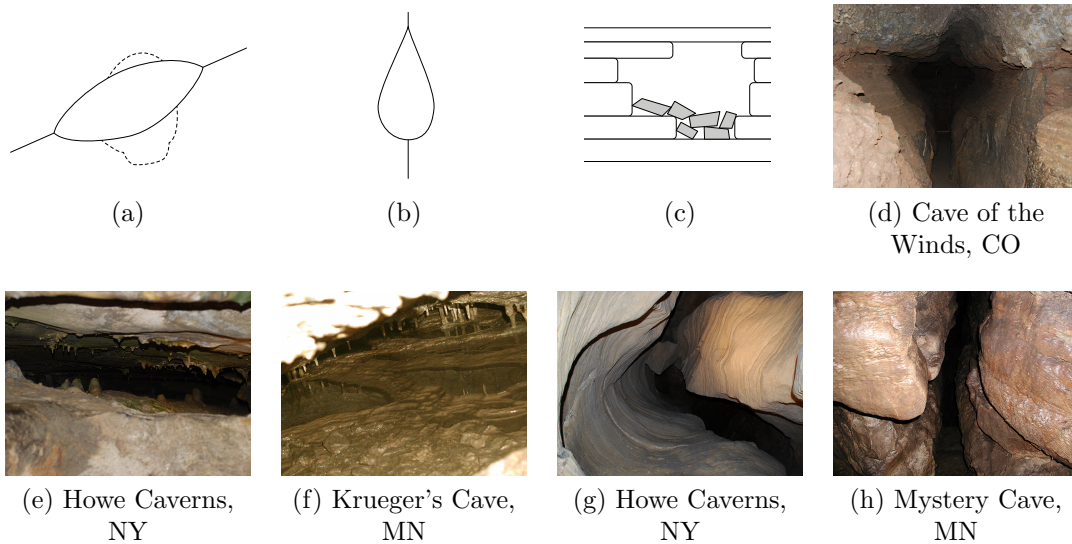 (a)
(b)
(c)
(d) Cave of the
Winds, CO
(e) Howe Caverns,
NY
(f) Krueger's Cave,
MN
(g) Howe Caverns,
NY
(h) Mystery Cave,
MN